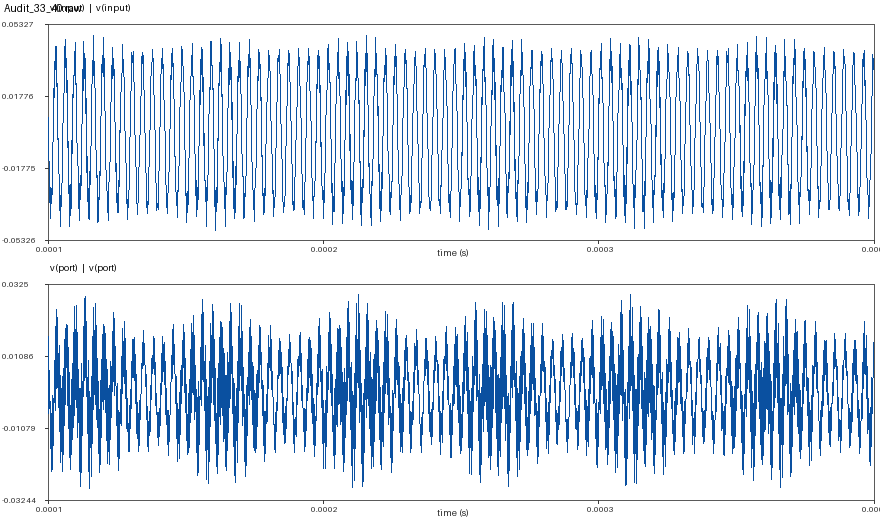 v(input) | v(input)
0.05327
0.01776
-0.01775
-0.05326
0.0001 0.0002 0.0003
time (s)
v(port) | v(port)
0.0325
0.01086
-0.01079
-0.03244
0.0001 0.0002 0.0003
time (s)